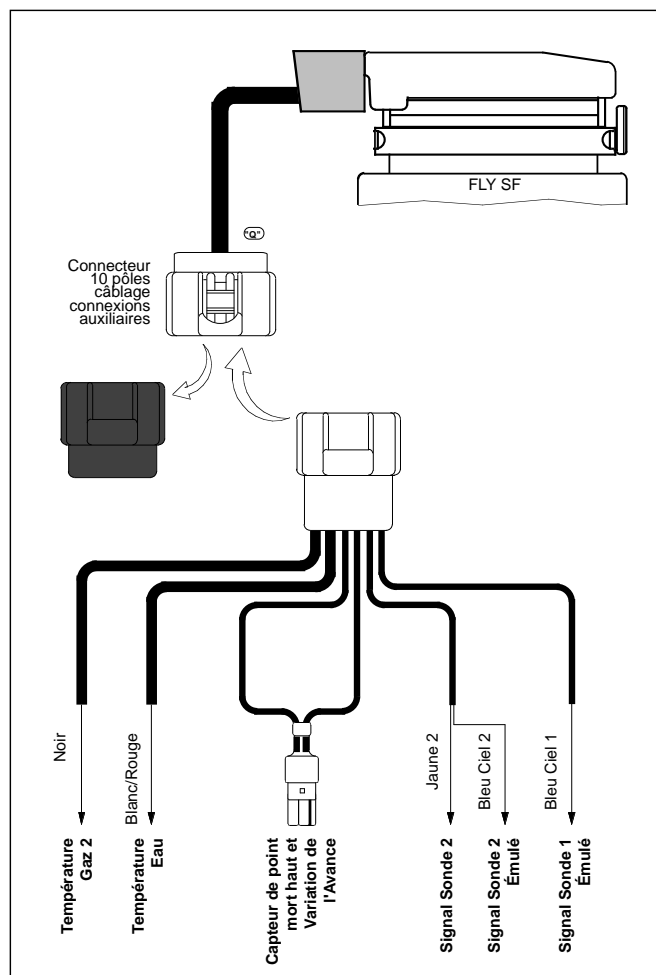 FLY SF
"Q"
Connecteur
10 pôles
câblage
connexions
auxiliaires
Noir
Blanc/Rouge
Jaune 2
Bleu Ciel 2
Bleu Ciel 1
Température
Gaz 2
Température
Eau
Capteur de point
mort haut et
Variation de
l'Avance
Signal Sonde 2
Signal Sonde 2
Émulé
Signal Sonde 1
Émulé